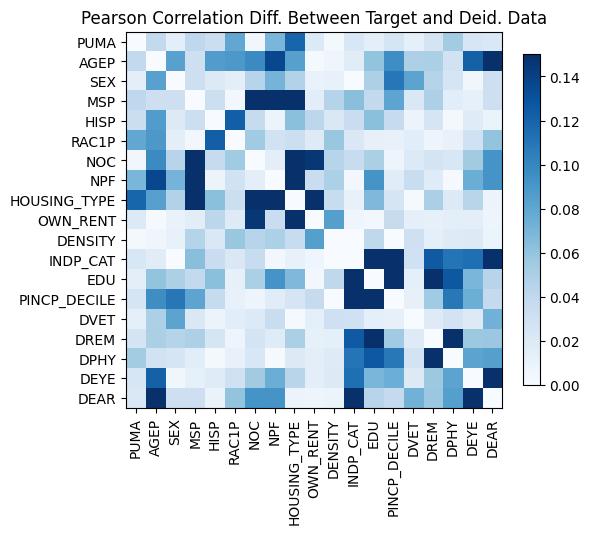 Pearson Correlation Diff. Between Target and Deid. Data
PUMA
AGEP
SEX
MSP
HISP
RAC1P
NOC
NPF
HOUSING_TYPE
OWN_RENT
DENSITY
INDP_CAT
EDU
PINCP_DECILE
DVET
DREM
DPHY
DEYE
DEAR
0.14
0.12
0.10
0.08
0.06
0.04
0.02
0.00
PUMA
AGEP
SEX
MSP
HISP
RAC1P
NOC
NPF
HOUSING_TYPE
OWN_RENT
DENSITY
INDP_CAT
EDU
PINCP_DECILE
DVET
DREM
DPHY
DEYE
DEAR